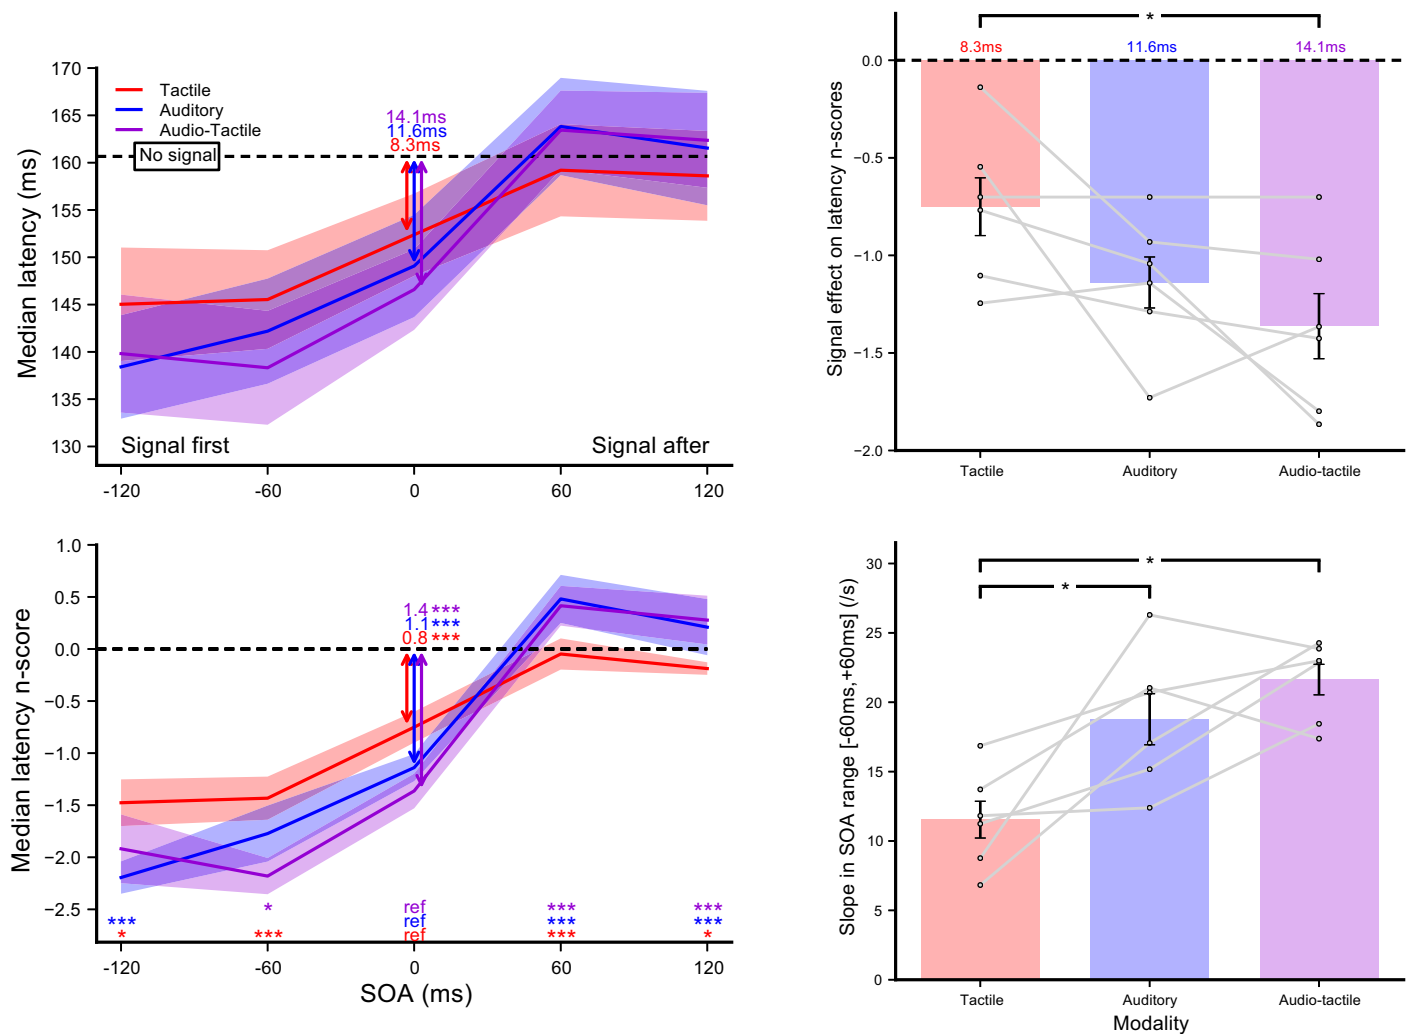 170
165
160
155
150
145
140
135
130
Median latency (ms)
Tactile
Auditory
Audio-Tactile
No signal
14.1ms
11.6ms
8.3ms
Signal first
Signal after
-120
-60
0
60
120
*
8.3ms
11.6ms
14.1ms
0.0
−0.5
−1.0
−1.5
−2.0
Signal effect on latency n-scores
Tactile
Auditory
Audio-tactile
1.0
0.5
0.0
−0.5
−1.0
−1.5
−2.0
−2.5
Median latency n-score
1.4 ***
1.1 ***
0.8 ***
* ref *** ***
*** ref *** ***
* *** ref *** *
-120
-60
0
60
120
SOA (ms)
*
*
30
25
20
15
10
5
0
Slope in SOA range [-60ms,+60ms] (/s)
Tactile
Auditory
Audio-tactile
Modality